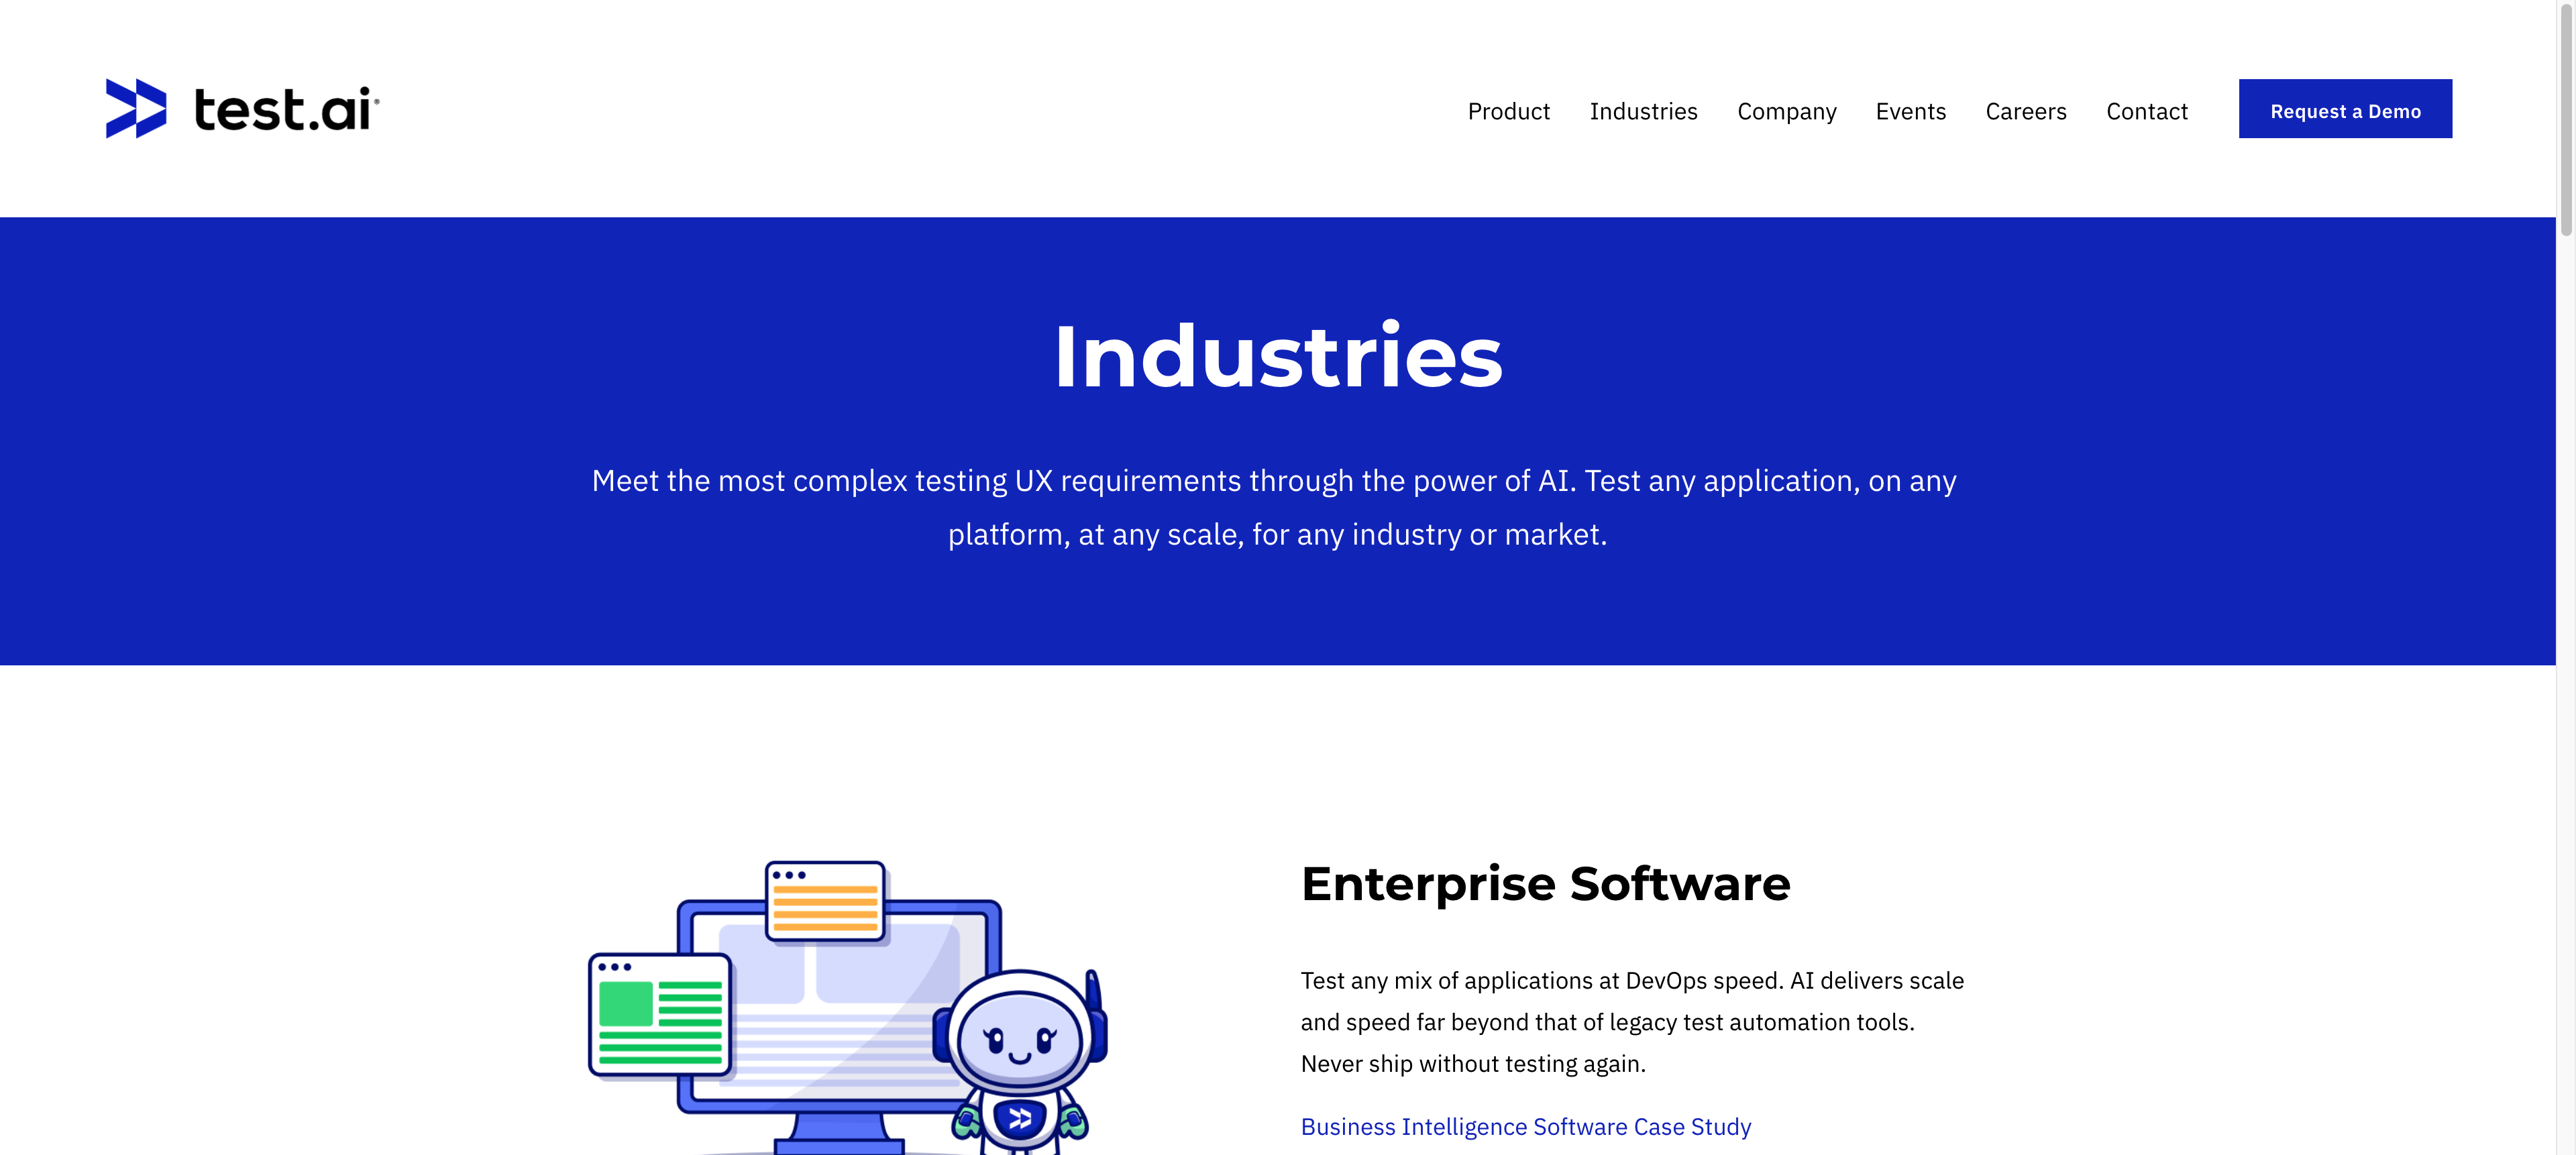 test.ai®
Product Industries Company Events Careers Contact Request a Demo
Industries
Meet the most complex testing UX requirements through the power of AI. Test any application, on any
platform, at any scale, for any industry or market.
Enterprise Software
Test any mix of applications at DevOps speed. AI delivers scale
and speed far beyond that of legacy test automation tools.
Never ship without testing again.
Business Intelligence Software Case Study